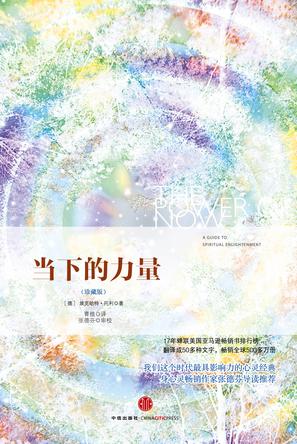 THE
POWER OF
NOW
A GUIDE TO
SPIRITUAL ENLIGHTENMENT
当下的力量
（珍藏版）
［德］埃克哈特·托利◎著
曹植◎译
张德芬◎审校
17年蝉联美国亚马逊畅销书排行榜
翻译成50多种文字，畅销全球500多万册
我们这个时代最具影响力的心灵经典
身心灵畅销作家张德芬导读推荐
中信出版社·CHINACITICPRESS